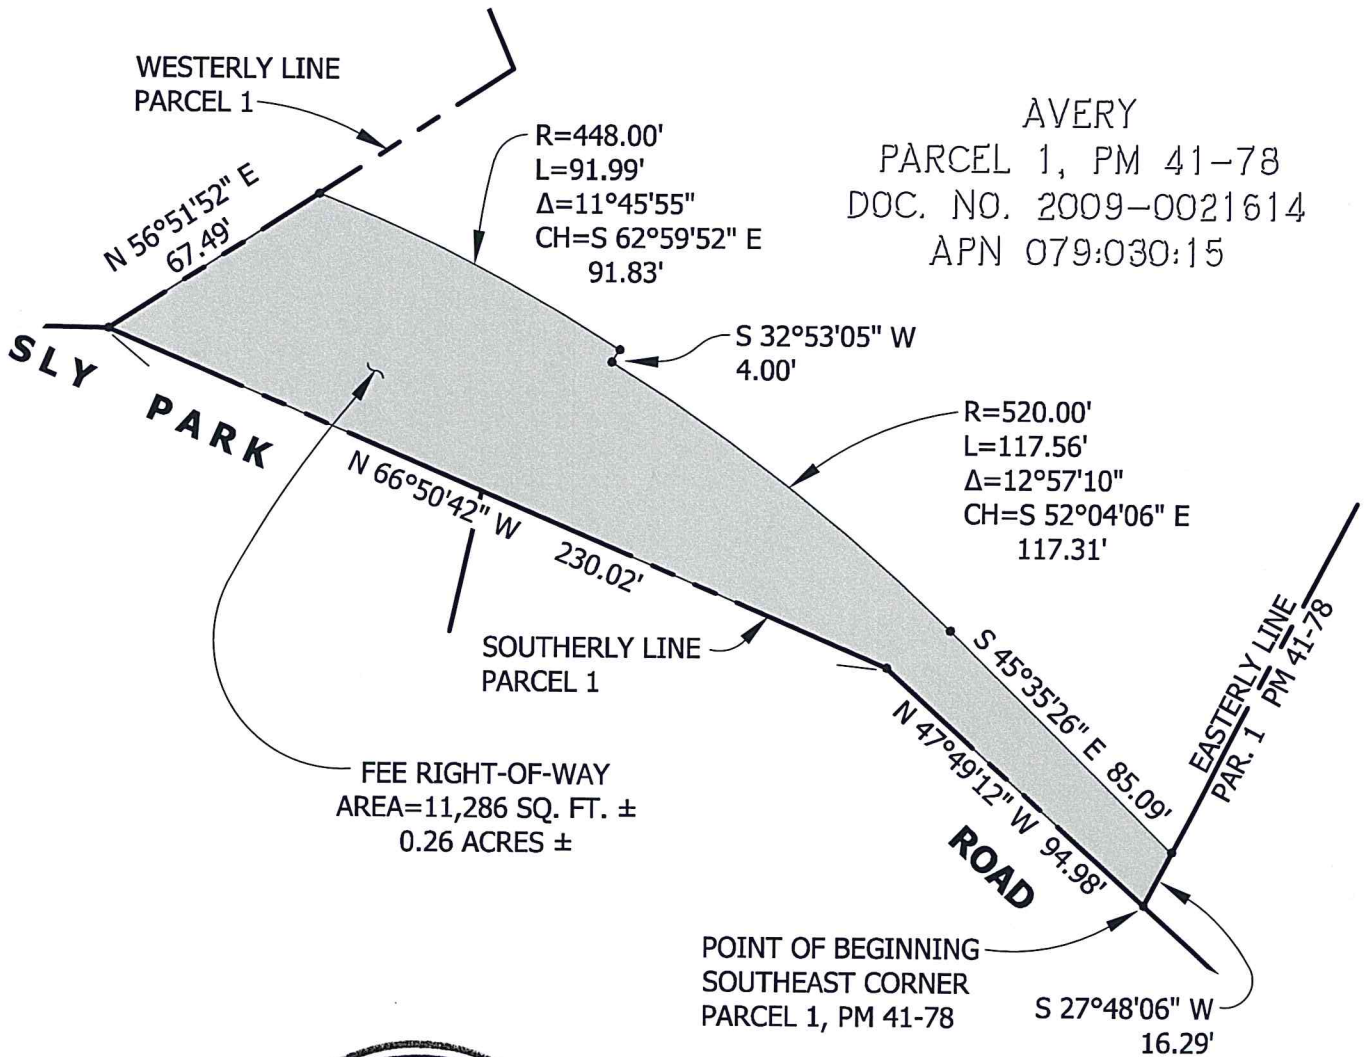 WESTERLY LINE
PARCEL 1
R=448.00'
L=91.99'
Δ=11°45'55"
CH=S 62°59'52" E
91.83'
AVERY
PARCEL 1, PM 41-78
DOC. NO. 2009-0021614
APN 079:030:15
N 56°51'52" E
67.49'
S 32°53'05" W
4.00'
SLY PARK
R=520.00'
L=117.56'
Δ=12°57'10"
CH=S 52°04'06" E
117.31'
N 66°50'42" W 230.02'
SOUTHERLY LINE
PARCEL 1
S 45°35'26" E 85.09'
EASTERLY LINE
PAR. 1 PM 41-78
N 47°49'12" W 94.98'
FEE RIGHT-OF-WAY
AREA=11,286 SQ. FT. ±
0.26 ACRES ±
ROAD
POINT OF BEGINNING
SOUTHEAST CORNER
PARCEL 1, PM 41-78
S 27°48'06" W
16.29'